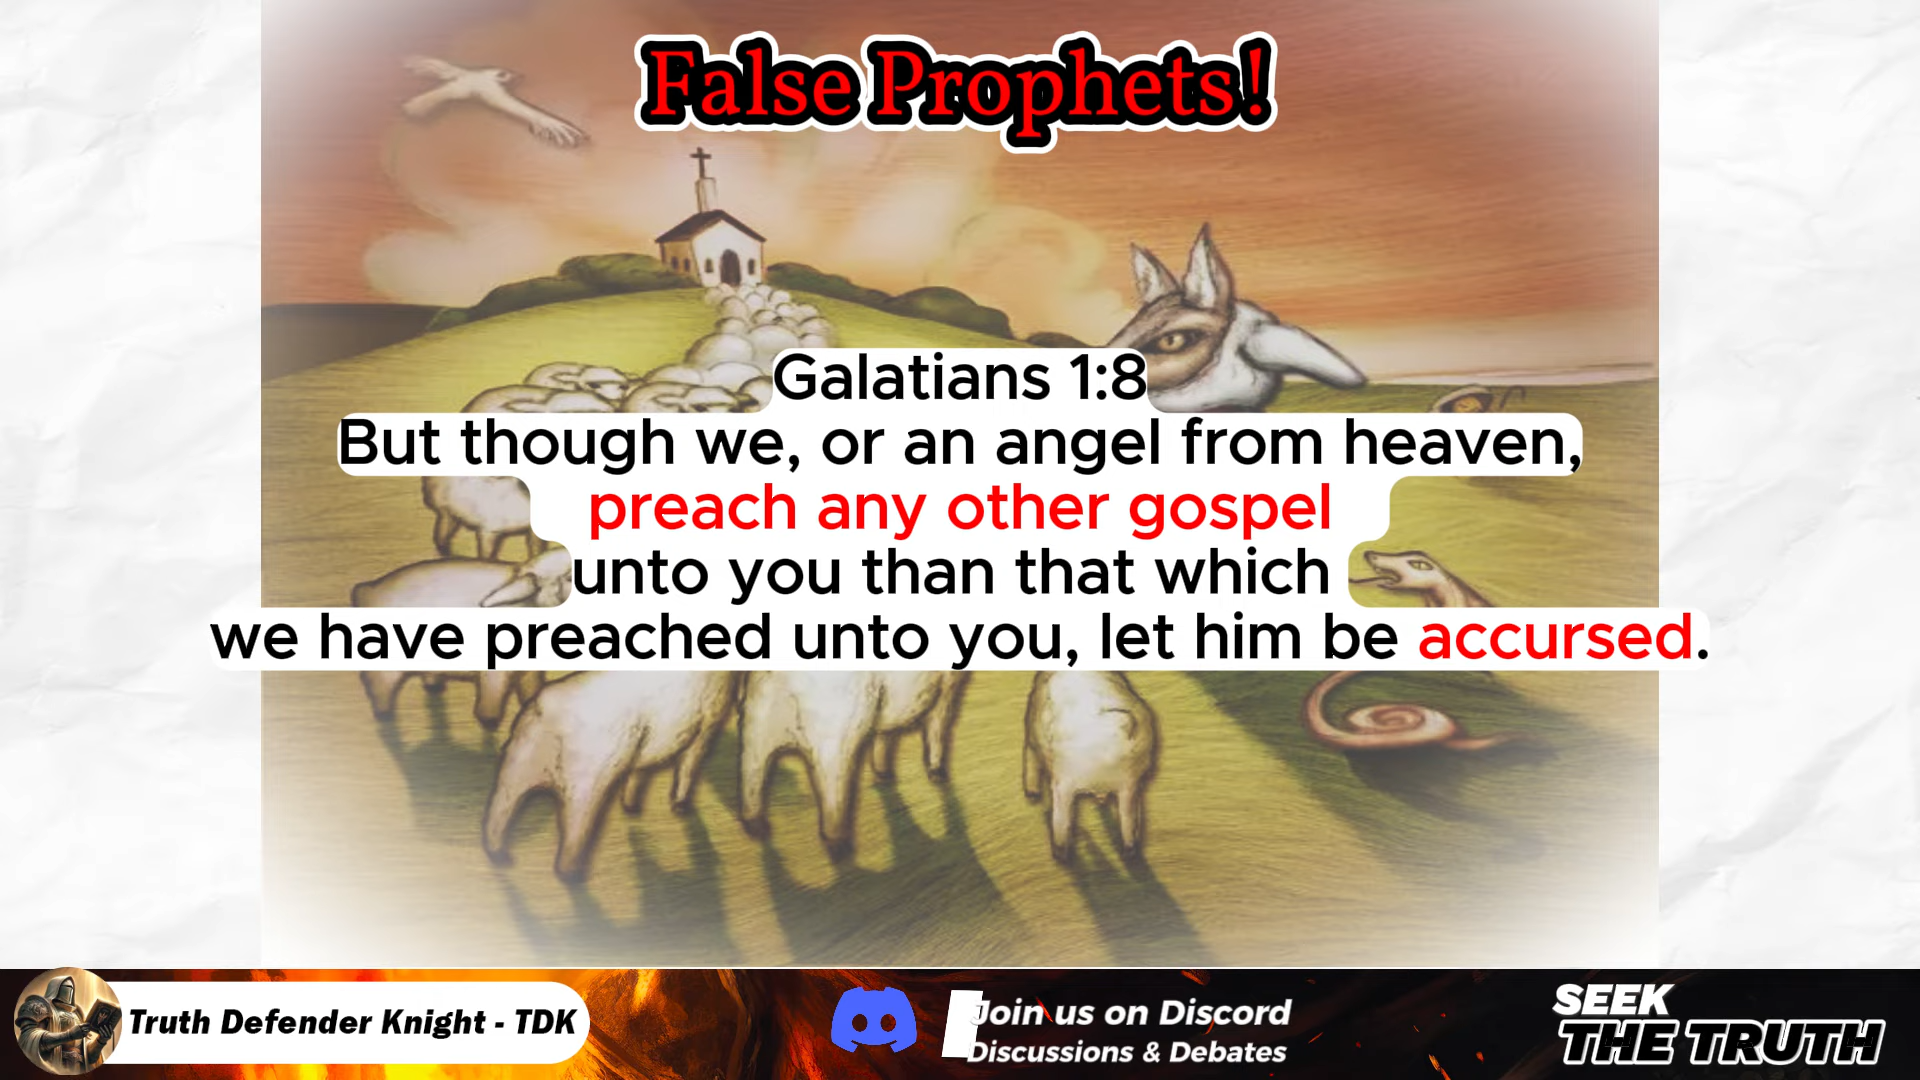 False Prophets!
Galatians 1:8
But though we, or an angel from heaven,
preach any other gospel
unto you than that which
we have preached unto you, let him be accursed.
Truth Defender Knight - TDK
Join us on Discord
Discussions & Debates
SEEK
THE TRUTH